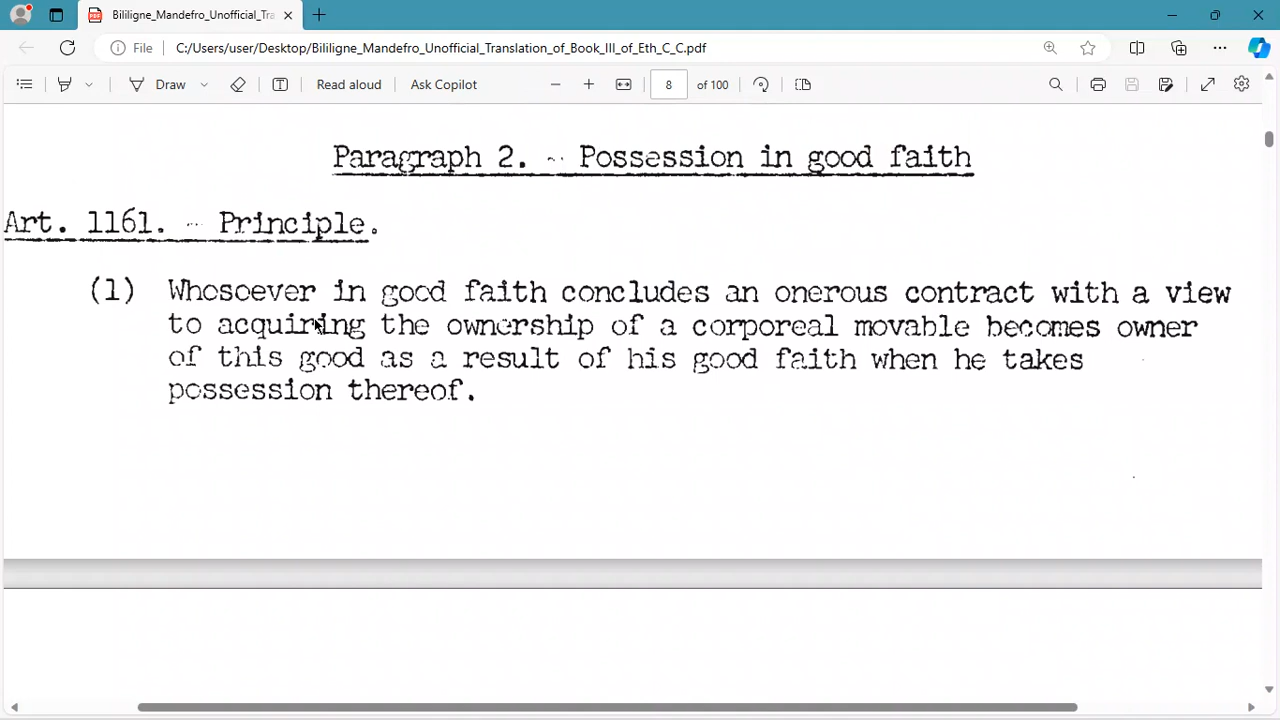 Bililigne_Mandefro_Unofficial_Tra
File
C:/Users/user/Desktop/Bililigne_Mandefro_Unofficial_Translation_of_Book_III_of_Eth_C_C.pdf
Draw
Read aloud
Ask Copilot
8
of 100
Paragraph 2. - Possession in good faith
Art. 1161. - Principle.
(1) Whosoever in good faith concludes an onerous contract with a view
to acquiring the ownership of a corporeal movable becomes owner
of this good as a result of his good faith when he takes
possession thereof.